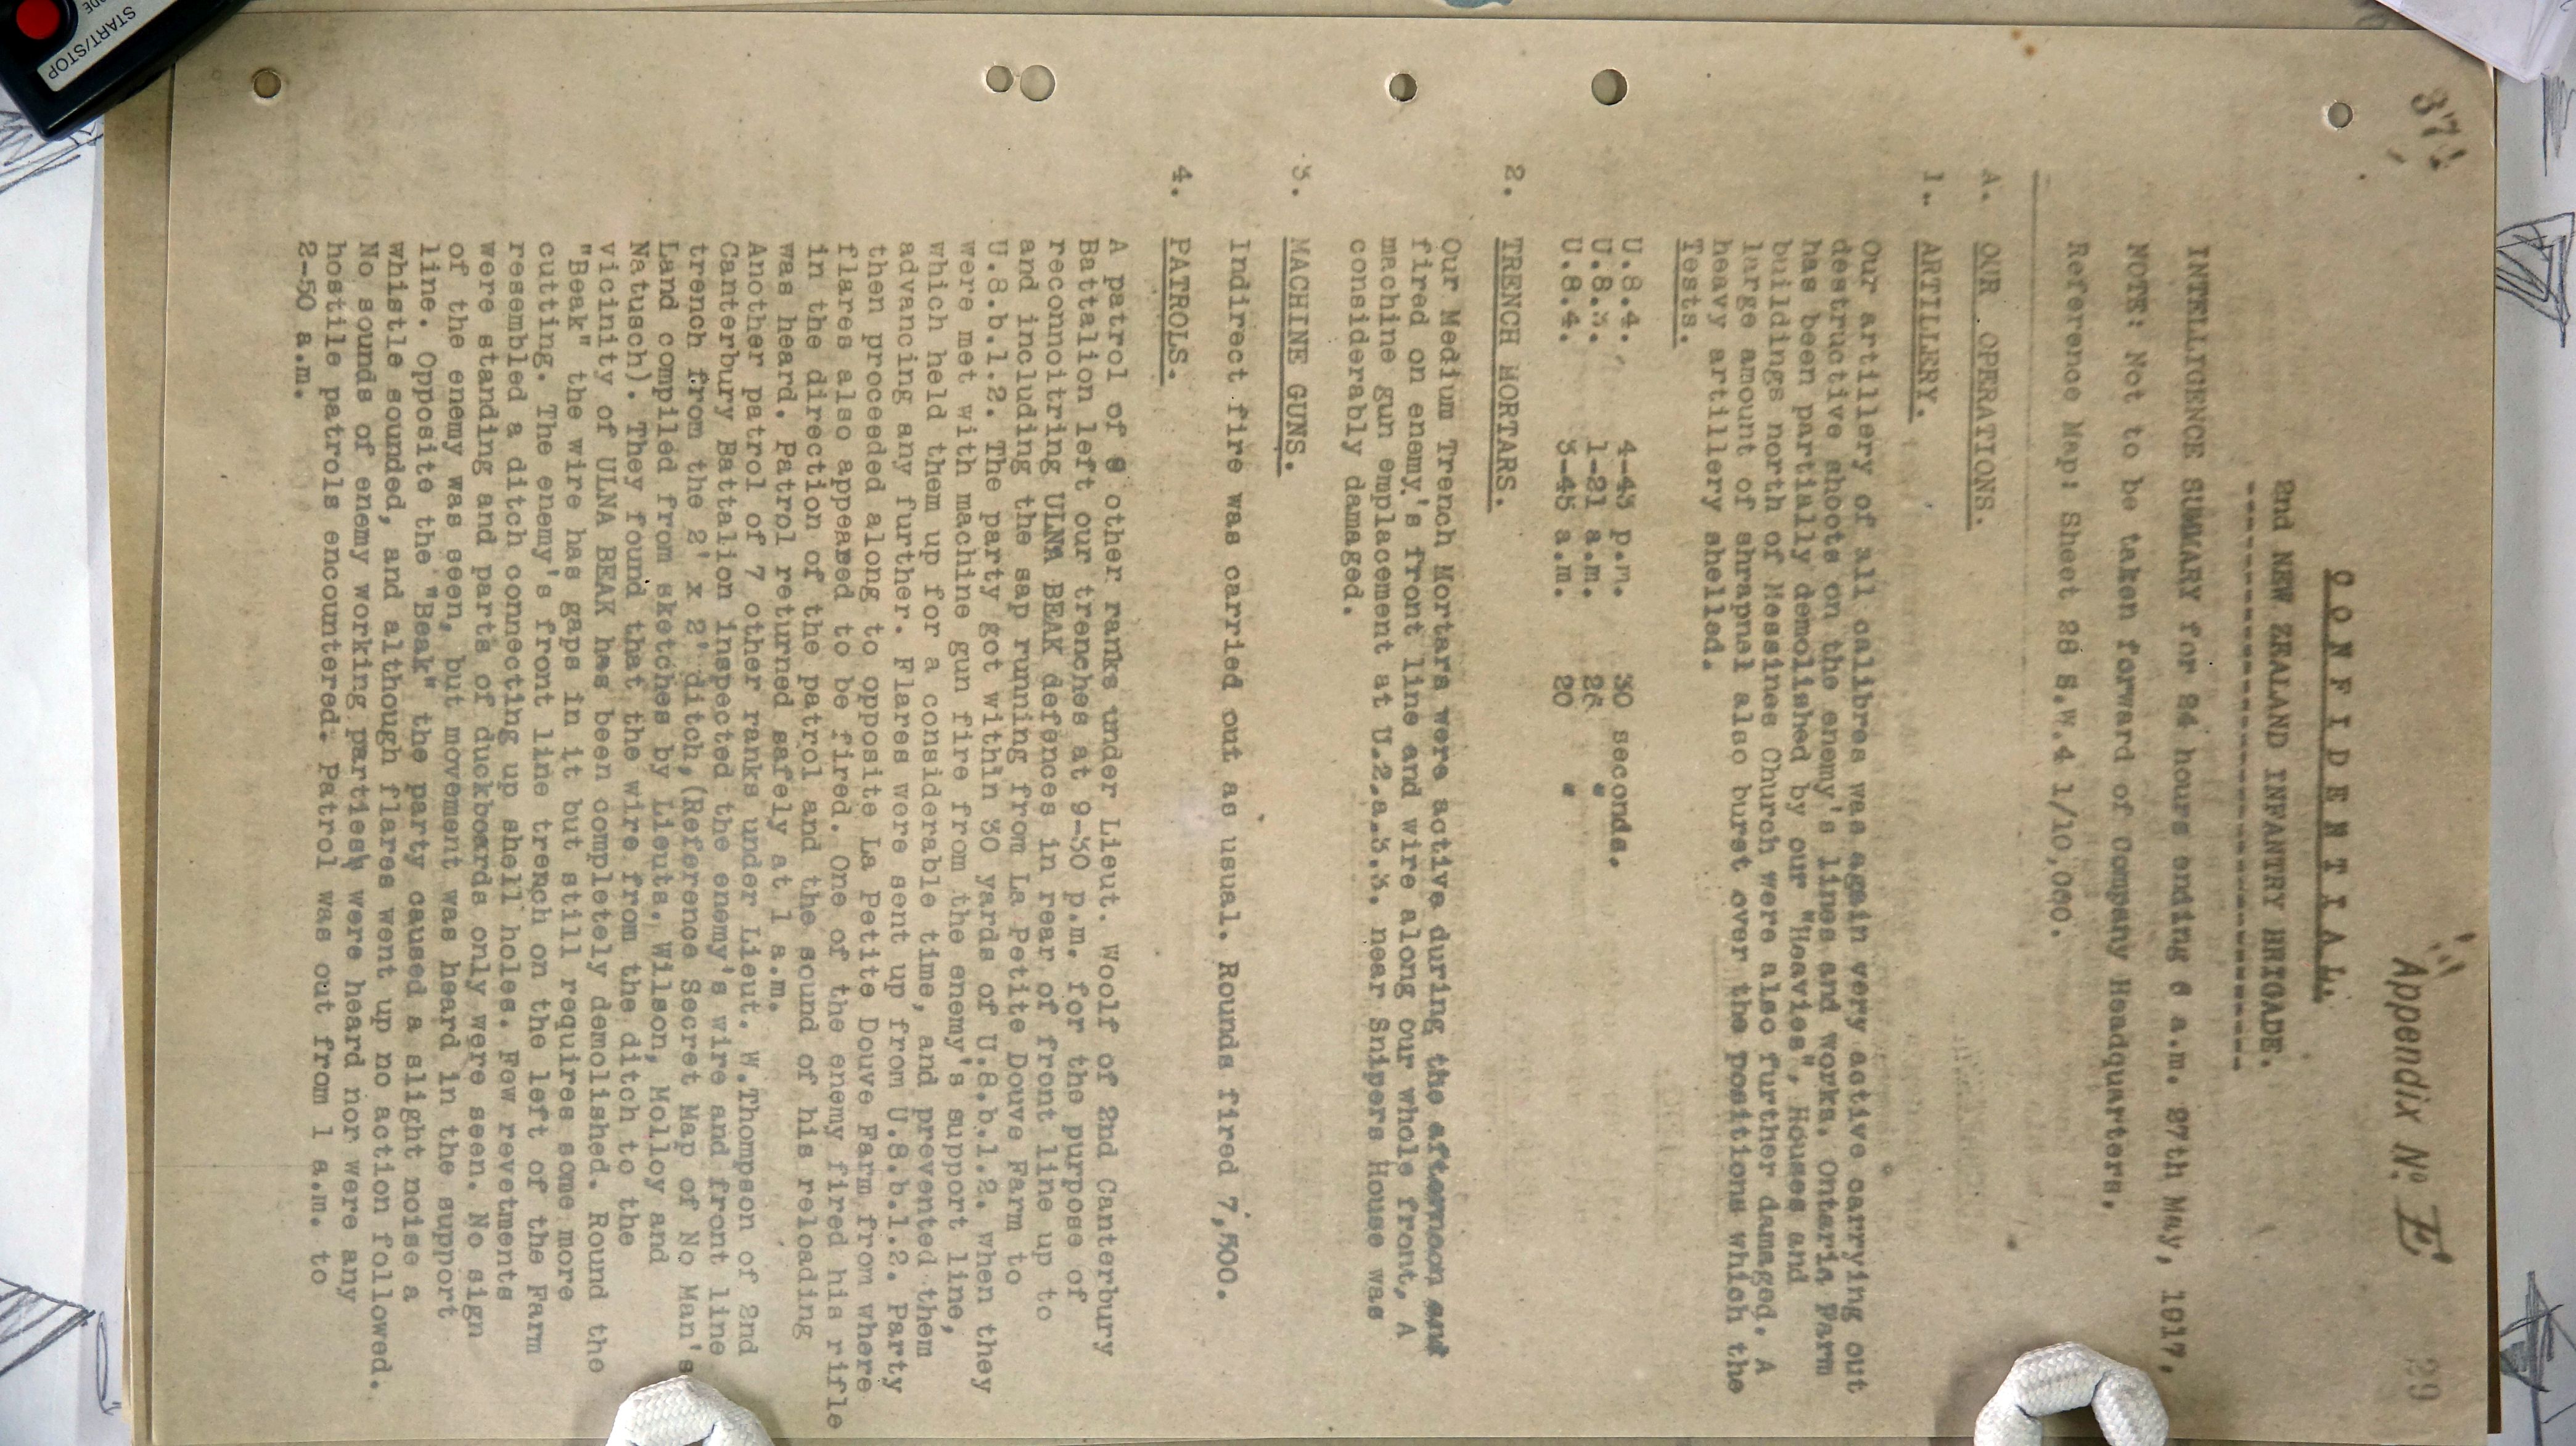 37
Appendix No. E
29
CONFIDENTIAL.
2nd NEW ZEALAND INFANTRY BRIGADE.
INTELLIGENCE SUMMARY for 24 hours ending 6 a.m. 27th May, 1917,
NOTE: Not to be taken forward of Company Headquarters,
Reference Map: Sheet 28 S.W.4 1/10,000.
A. OUR OPERATIONS.
1. ARTILLERY.
Our artillery of all calibres was again very active carrying out
destructive shoots on the enemy's lines and works. Ontario Farm
has been partially demolished by our "Heavies", Houses and
buildings north of Messines Church were also further damaged. A
large amount of shrapnel also burst over the positions which the
heavy artillery shelled.
Tests.
U.8.4. 4-43 p.m. 30 seconds.
U.8.3. 1-21 a.m. "
U.8.4. 3-45 a.m. 20 "
2. TRENCH MORTARS.
Our Medium Trench Mortars were active during the afternoon and
fired on enemy's front line and wire along our whole front, A
machine gun emplacement at U.2.a.3.3. near Snipers House was
considerably damaged.
3. MACHINE GUNS.
Indirect fire was carried out as usual. Rounds fired 7,500.
4. PATROLS.
A patrol of other ranks under Lieut. Woolf of 2nd Canterbury
Battalion left our trenches at 9-30 p.m. for the purpose of
reconnoitring ULNA BEAK defences in rear of front line up to
and including the sap running from La Petite Douve Farm to
U.8.b.1.2. The party got within 30 yards of U.8.b.1.2. when they
were met with machine gun fire from the enemy's support line,
which held them up for a considerable time, and prevented them
advancing any further. Flares were sent up from U.8.b.1.2. Party
then proceeded along to opposite La Petite Douve Farm from where
flares also appeared to be fired. One of the enemy fired his rifle
in the direction of the patrol and the sound of his reloading
was heard. Patrol returned safely at 1 a.m.
Another patrol of 7 other ranks under Lieut. W.Thompson of 2nd
Canterbury Battalion inspected the enemy's wire and front line
trench from the 2' x 2' ditch,(Reference Secret Map of No Man's
Land compiled from sketches by Lieuts. Wilson, Molloy and
Natusch). They found that the wire from the ditch to the
vicinity of ULNA BEAK has been completely demolished. Round the
"Beak" the wire has gaps in it but still requires some more
cutting. The enemy's front line trench on the left of the Farm
resembled a ditch connecting up shell holes. Few revetments
were standing and parts of duckboards only were seen. No sign
of the enemy was seen, but movement was heard in the support
line. Opposite the "Beak" the party caused a slight noise a
whistle sounded, and although flares went up no action followed.
No sounds of enemy working parties were heard nor were any
hostile patrols encountered. Patrol was out from 1 a.m. to
2-50 a.m.
START/STOP